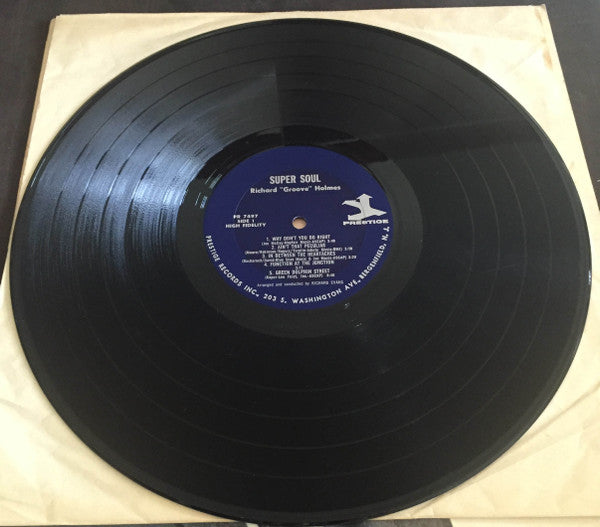 SUPER SOUL
Richard "Groove" Holmes
PR 7497
SIDE 1
HIGH FIDELITY
PRESTIGE
1. WHY DON'T YOU DO RIGHT
2. AIN'T THAT PECULIAR
3. IN BETWEEN THE HEARTACHES
4. FUNCTION AT THE JUNCTION
5. GREEN DOLPHIN STREET
Arranged and conducted by RICHARD EVANS
PRESTIGE RECORDS INC., 203 S. WASHINGTON AVE., BERGENFIELD, N. J.